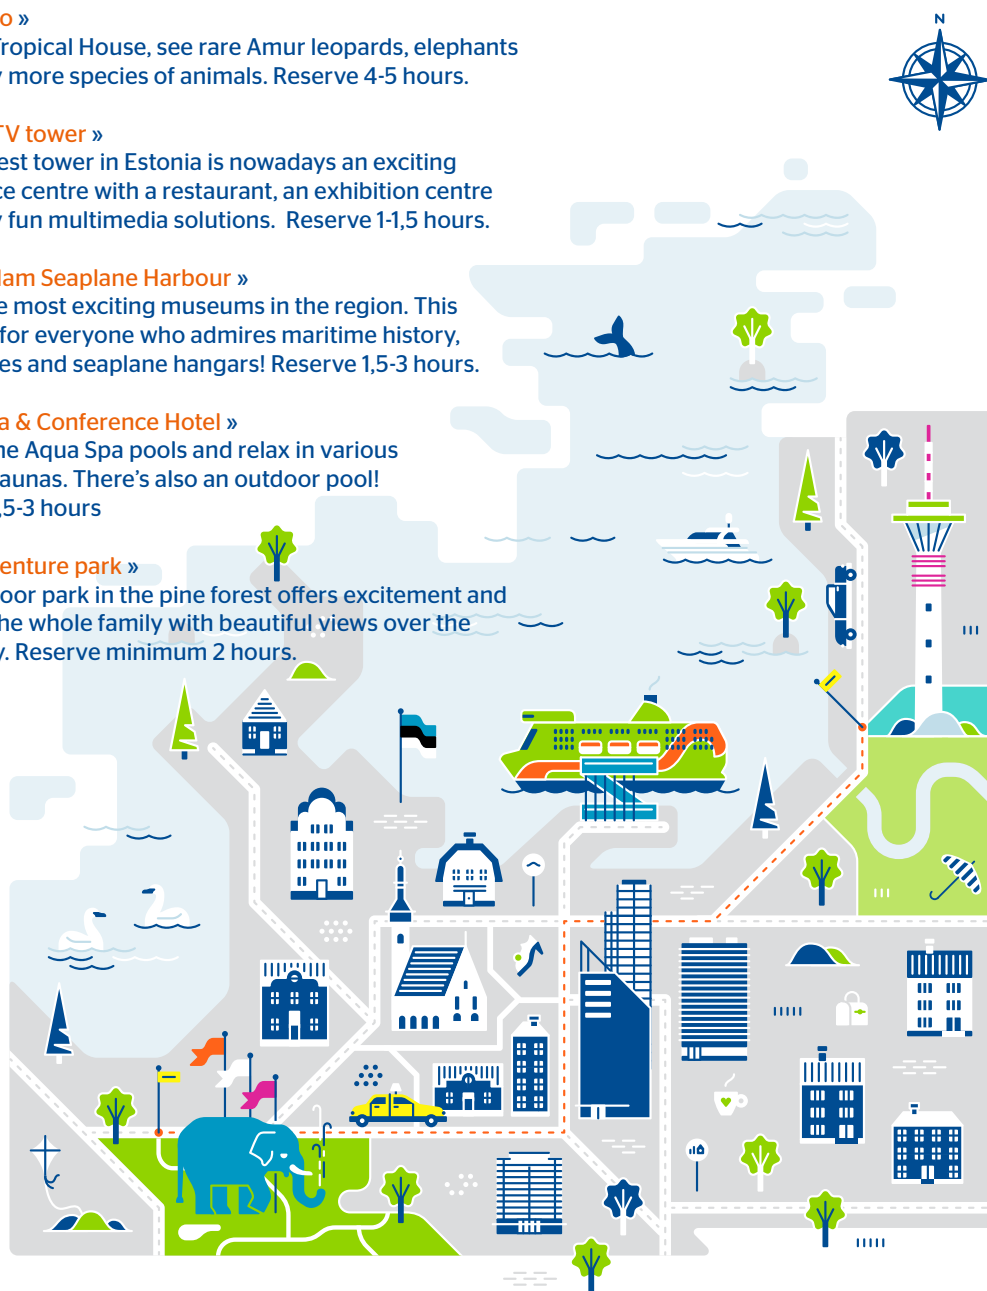 o »
Tropical House, see rare Amur leopards, elephants
y more species of animals. Reserve 4-5 hours.
TV tower »
est tower in Estonia is nowadays an exciting
ce centre with a restaurant, an exhibition centre
y fun multimedia solutions. Reserve 1-1,5 hours.
dam Seaplane Harbour »
e most exciting museums in the region. This
for everyone who admires maritime history,
es and seaplane hangars! Reserve 1,5-3 hours.
a & Conference Hotel »
he Aqua Spa pools and relax in various
aunas. There's also an outdoor pool!
,5-3 hours
enture park »
oor park in the pine forest offers excitement and
he whole family with beautiful views over the
y. Reserve minimum 2 hours.
N